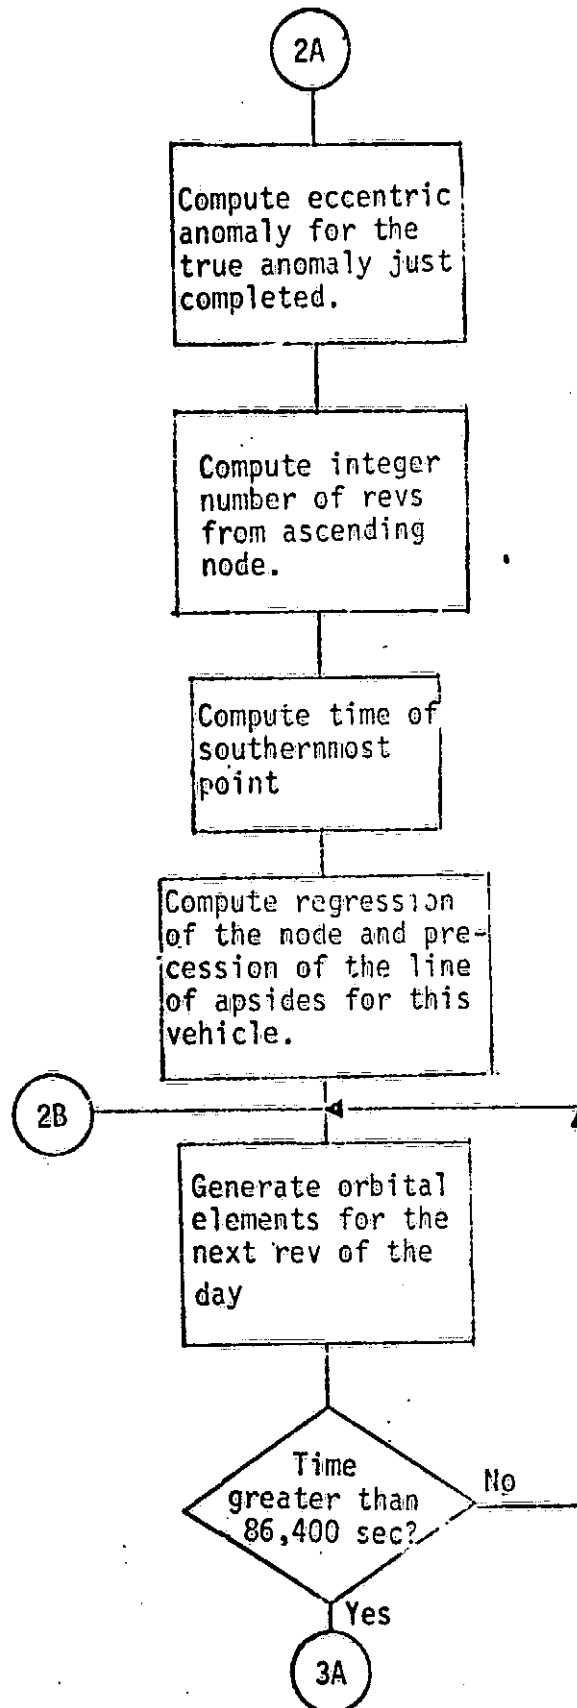 2A
Compute eccentric
anomaly for the
true anomaly just
completed.
Compute integer
number of revs
from ascending
node.
Compute time of
southernmost
point
Compute regression
of the node and pre-
cession of the line
of apsides for this
vehicle.
2B
Generate orbital
elements for the
next rev of the
day
Time
greater than
86,400 sec?
No
Yes
3A